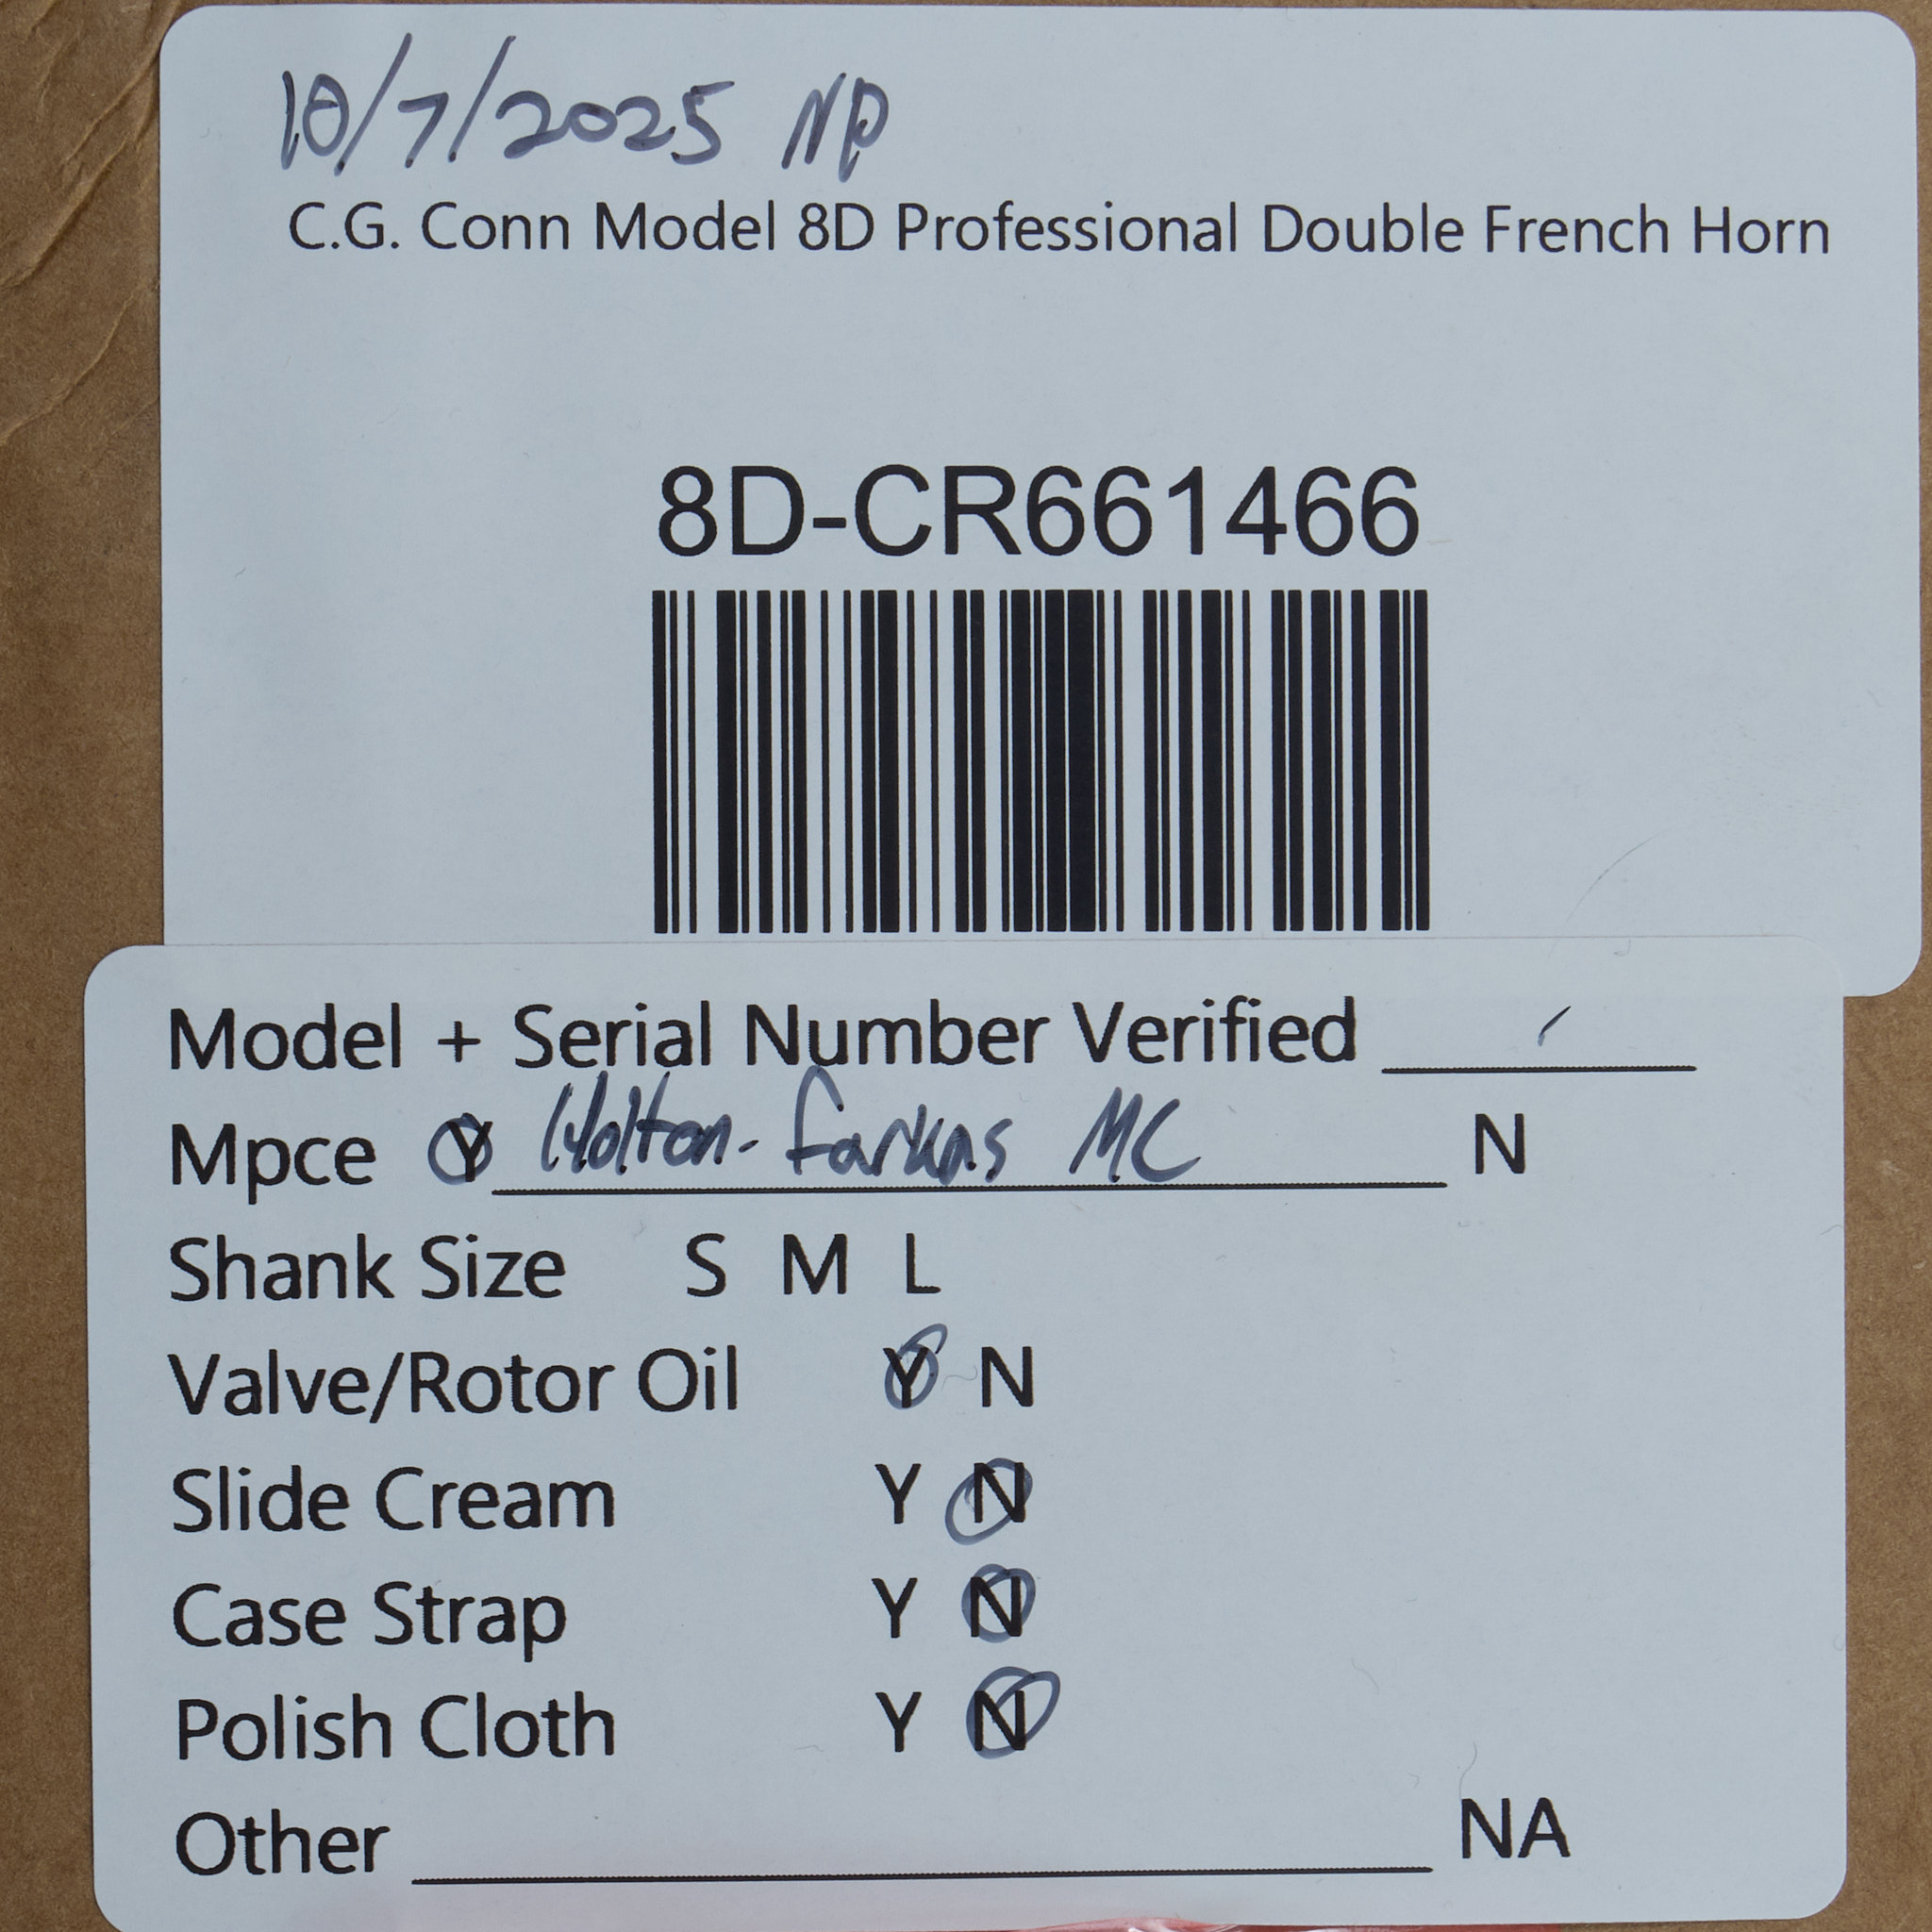 10/7/2025 NP
C.G. Conn Model 8D Professional Double French Horn
8D-CR661466
Model + Serial Number Verified
Mpce Y Holton-Farkas MC N
Shank Size S M L
Valve/Rotor Oil Y N
Slide Cream Y N
Case Strap Y N
Polish Cloth Y N
Other NA